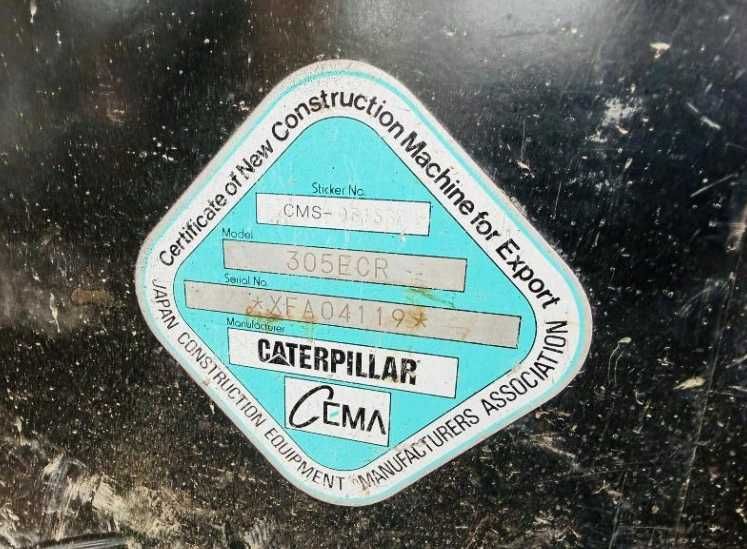 Certificate of New Construction Machine for Export
Sticker No.
CMS-
Model
305ECR
Serial No.
*XFA04119*
Manufacturer
CATERPILLAR
CEMA
JAPAN CONSTRUCTION EQUIPMENT MANUFACTURERS ASSOCIATION